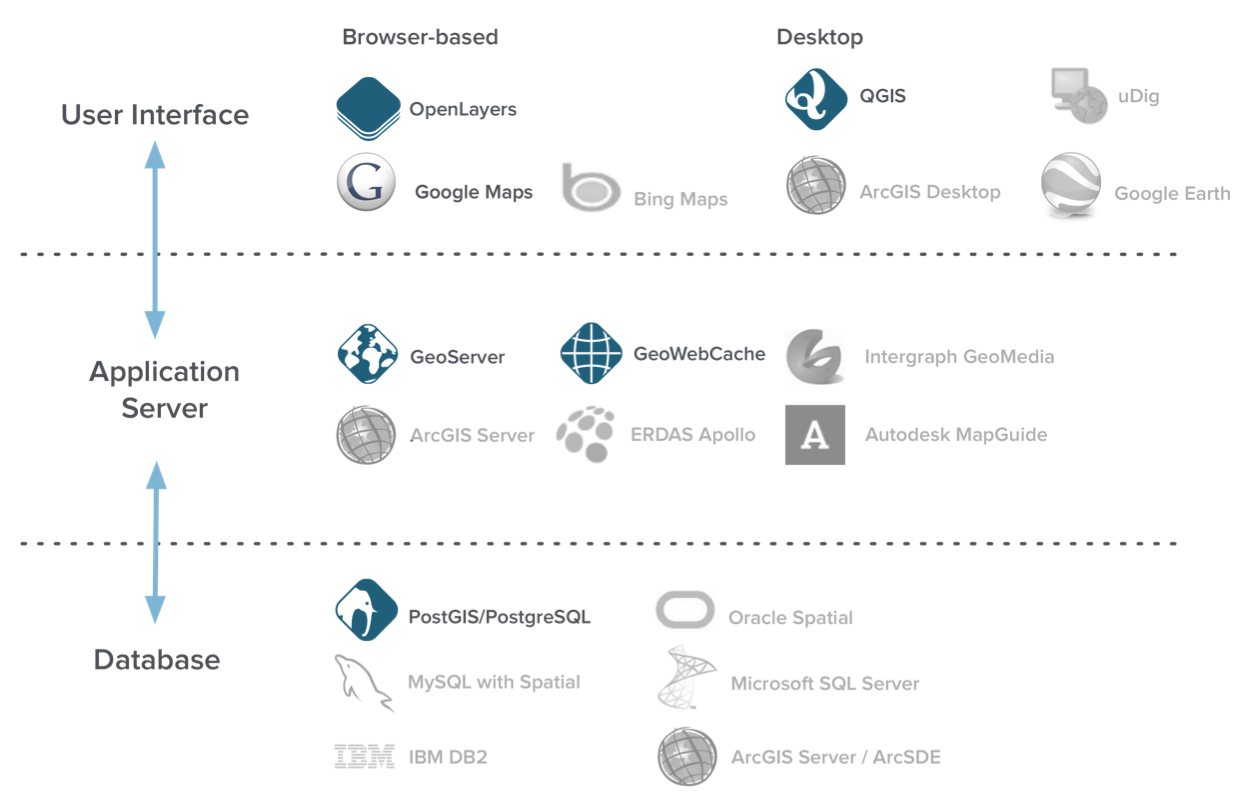 Browser-based
Desktop
User Interface
OpenLayers
QGIS
uDig
G
Google Maps
Bing Maps
ArcGIS Desktop
Google Earth
Application
Server
GeoServer
GeoWebCache
Intergraph GeoMedia
ArcGIS Server
ERDAS Apollo
A
Autodesk MapGuide
Database
PostGIS/PostgreSQL
Oracle Spatial
MySQL with Spatial
Microsoft SQL Server
IBM
IBM DB2
ArcGIS Server / ArcSDE